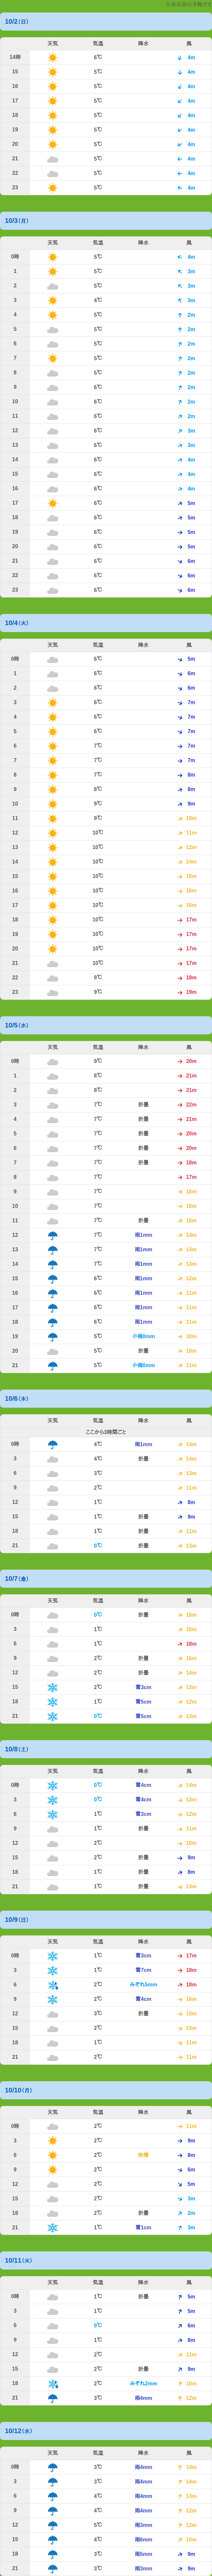 10/2(日)
天気 気温 降水 風
14時 6℃ 4m
15 5℃ 4m
16 5℃ 4m
17 5℃ 4m
18 5℃ 4m
19 5℃ 4m
20 5℃ 4m
21 5℃ 4m
22 5℃ 4m
23 5℃ 4m
10/3(月)
天気 気温 降水 風
0時 5℃ 4m
1 5℃ 3m
2 5℃ 3m
3 4℃ 3m
4 5℃ 2m
5 5℃ 2m
6 5℃ 2m
7 5℃ 2m
8 5℃ 2m
9 6℃ 2m
10 6℃ 2m
11 6℃ 2m
12 6℃ 3m
13 6℃ 3m
14 6℃ 4m
15 6℃ 4m
16 6℃ 4m
17 6℃ 5m
18 6℃ 5m
19 6℃ 5m
20 6℃ 5m
21 6℃ 6m
22 6℃ 6m
23 6℃ 6m
10/4(火)
天気 気温 降水 風
0時 6℃ 5m
1 6℃ 6m
2 6℃ 6m
3 6℃ 7m
4 6℃ 7m
5 6℃ 7m
6 7℃ 7m
7 7℃ 7m
8 7℃ 8m
9 8℃ 8m
10 9℃ 9m
11 9℃ 10m
12 10℃ 11m
13 10℃ 12m
14 10℃ 14m
15 10℃ 15m
16 10℃ 16m
17 10℃ 16m
18 10℃ 17m
19 10℃ 17m
20 10℃ 17m
21 10℃ 17m
22 9℃ 18m
23 9℃ 19m
10/5(水)
天気 気温 降水 風
0時 9℃ 20m
1 8℃ 21m
2 8℃ 21m
3 7℃ 折曇 22m
4 7℃ 折曇 21m
5 7℃ 折曇 20m
6 7℃ 折曇 20m
7 7℃ 折曇 18m
8 7℃ 17m
9 7℃ 16m
10 7℃ 16m
11 7℃ 折曇 15m
12 7℃ 雨1mm 14m
13 7℃ 雨1mm 13m
14 7℃ 雨1mm 13m
15 6℃ 雨1mm 12m
16 6℃ 雨1mm 11m
17 6℃ 雨1mm 11m
18 6℃ 雨1mm 11m
19 5℃ 小雨0mm 10m
20 5℃ 折曇 10m
21 5℃ 小雨0mm 11m
10/6(木)
天気 気温 降水 風
ここから3時間ごと
0時 4℃ 雨1mm 14m
3 4℃ 折曇 14m
6 3℃ 13m
9 2℃ 11m
12 1℃ 8m
15 1℃ 折曇 9m
18 1℃ 折曇 11m
21 0℃ 折曇 13m
10/7(金)
天気 気温 降水 風
0時 0℃ 折曇 15m
3 1℃ 16m
6 1℃ 18m
9 2℃ 折曇 16m
12 2℃ 折曇 14m
15 2℃ 雪3cm 13m
18 1℃ 雪5cm 12m
21 0℃ 雪5cm 13m
10/8(土)
天気 気温 降水 風
0時 0℃ 雪4cm 14m
3 0℃ 雪4cm 13m
6 1℃ 雪3cm 12m
9 1℃ 折曇 11m
12 2℃ 10m
15 2℃ 折曇 9m
18 1℃ 折曇 8m
21 1℃ 折曇 13m
10/9(日)
天気 気温 降水 風
0時 1℃ 雪3cm 17m
3 1℃ 雪7cm 18m
6 2℃ みぞれ5mm 18m
9 2℃ 雪4cm 16m
12 3℃ 折曇 15m
15 2℃ 13m
18 1℃ 11m
21 2℃ 11m
10/10(月)
天気 気温 降水 風
0時 2℃ 11m
3 2℃ 9m
6 2℃ 8m
9 2℃ 6m
12 2℃ 5m
15 2℃ 3m
18 2℃ 折曇 2m
21 1℃ 雪1cm 3m
10/11(火)
天気 気温 降水 風
0時 1℃ 折曇 5m
3 1℃ 5m
6 0℃ 6m
9 1℃ 8m
12 2℃ 11m
15 2℃ 折曇 9m
18 2℃ みぞれ2mm 10m
21 3℃ 雨4mm 12m
10/12(水)
天気 気温 降水 風
0時 3℃ 雨4mm 14m
3 3℃ 雨4mm 14m
6 4℃ 雨4mm 13m
9 4℃ 雨4mm 12m
12 5℃ 雨3mm 12m
15 4℃ 雨6mm 10m
18 3℃ 雨5mm 9m
21 3℃ 雨3mm 9m